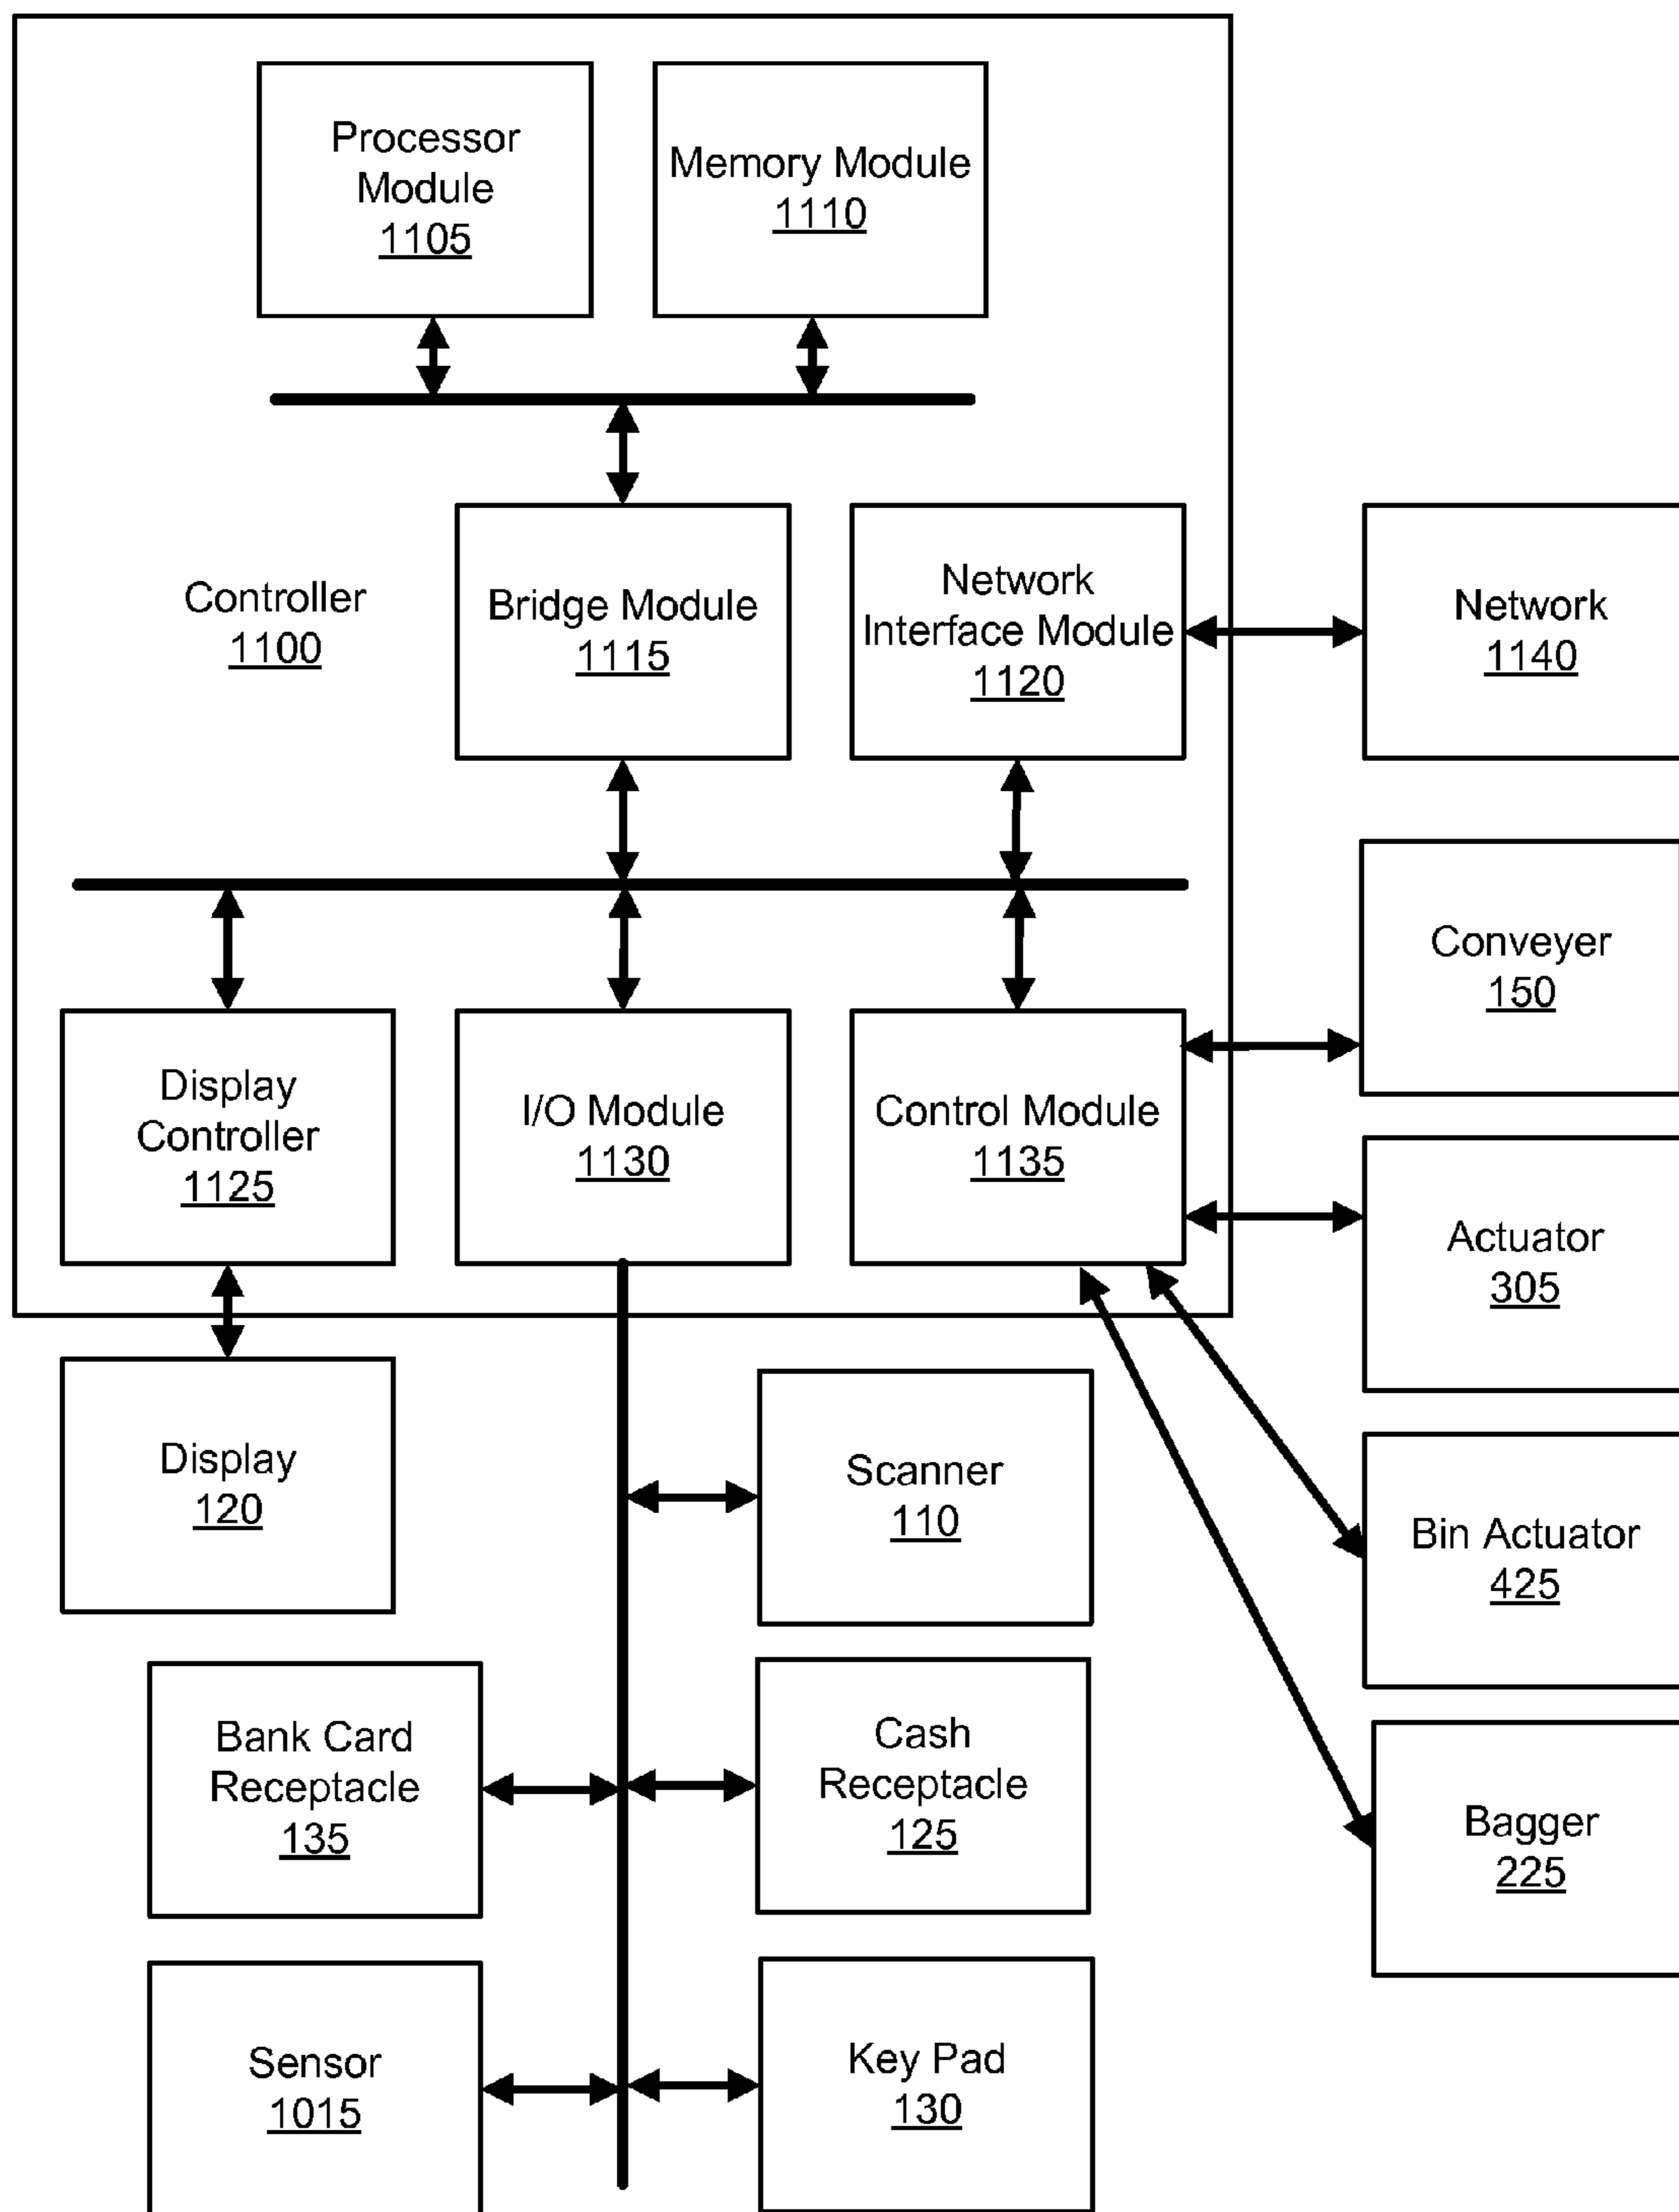 Processor
Module
1105
Memory Module
1110
Controller
1100
Bridge Module
1115
Network
Interface Module
1120
Network
1140
Conveyer
150
Display
Controller
1125
I/O Module
1130
Control Module
1135
Actuator
305
Display
120
Scanner
110
Bin Actuator
425
Bank Card
Receptacle
135
Cash
Receptacle
125
Bagger
225
Sensor
1015
Key Pad
130